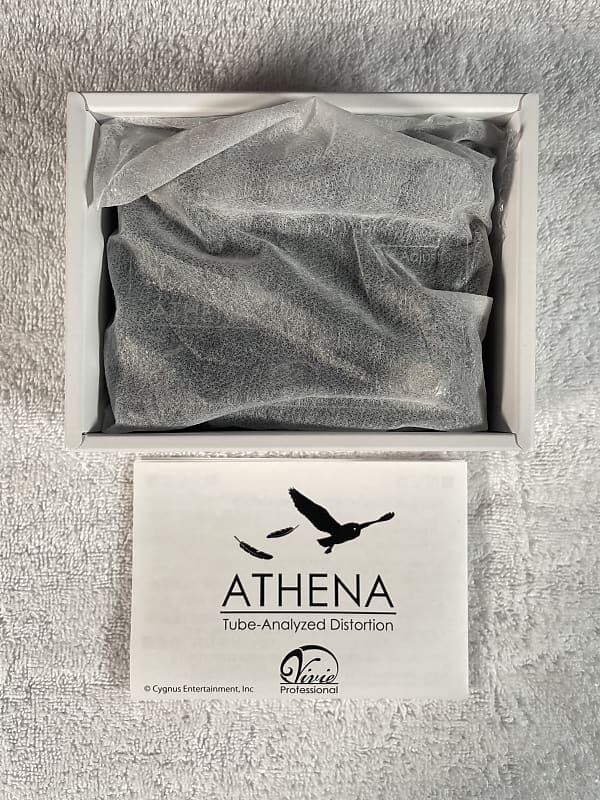 ATHENA
Tube-Analyzed Distortion
Vivie
Professional
© Cygnus Entertainment, Inc